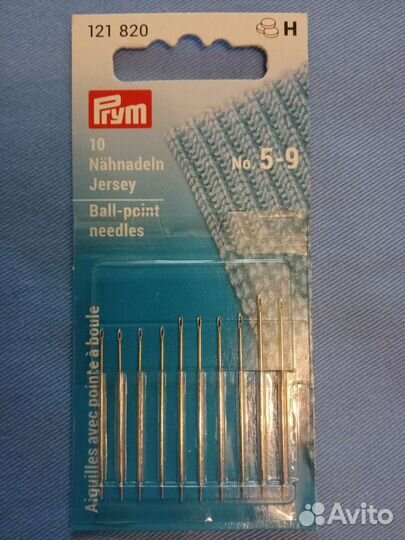 121 820
H
Prym
10
Nähnadeln
Jersey
No. 5-9
Ball-point
needles
Aiguilles avec pointe à boule
Avito